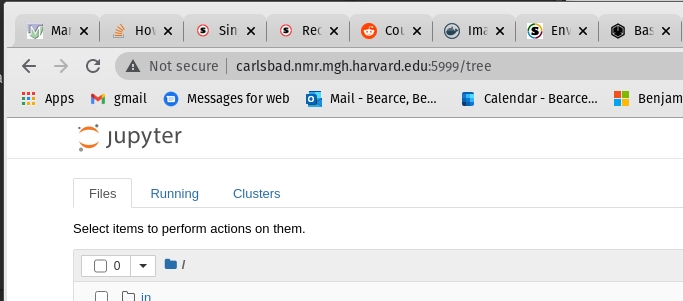 Mar How Sin Rec Cou Ima Env Bas
Not secure | carlsbad.nmr.mgh.harvard.edu:5999/tree
Apps gmail Messages for web Mail - Bearce, Be... Calendar - Bearce... Benjam
jupyter
Files Running Clusters
Select items to perform actions on them.
0 /
in